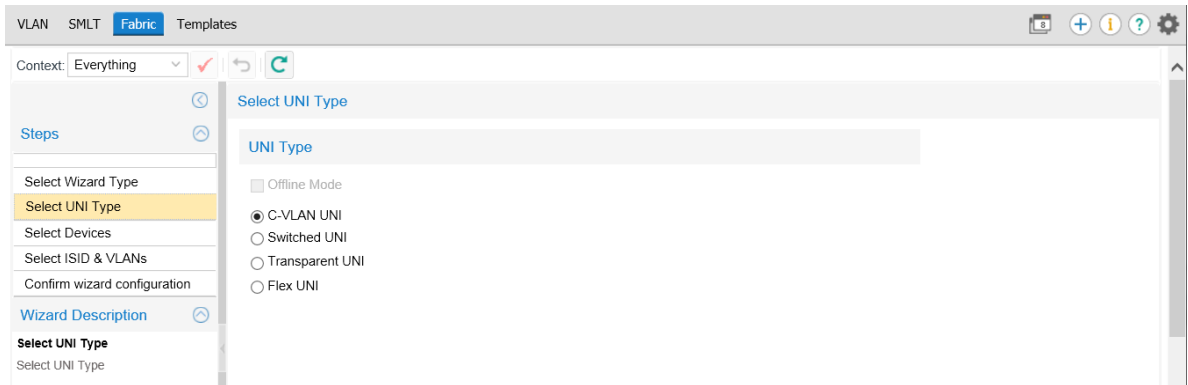 VLAN SMLT Fabric Templates
8
Context: Everything
Steps
Select Wizard Type
Select UNI Type
Select Devices
Select ISID & VLANs
Confirm wizard configuration
Wizard Description
Select UNI Type
Select UNI Type
Select UNI Type
UNI Type
Offline Mode
C-VLAN UNI
Switched UNI
Transparent UNI
Flex UNI